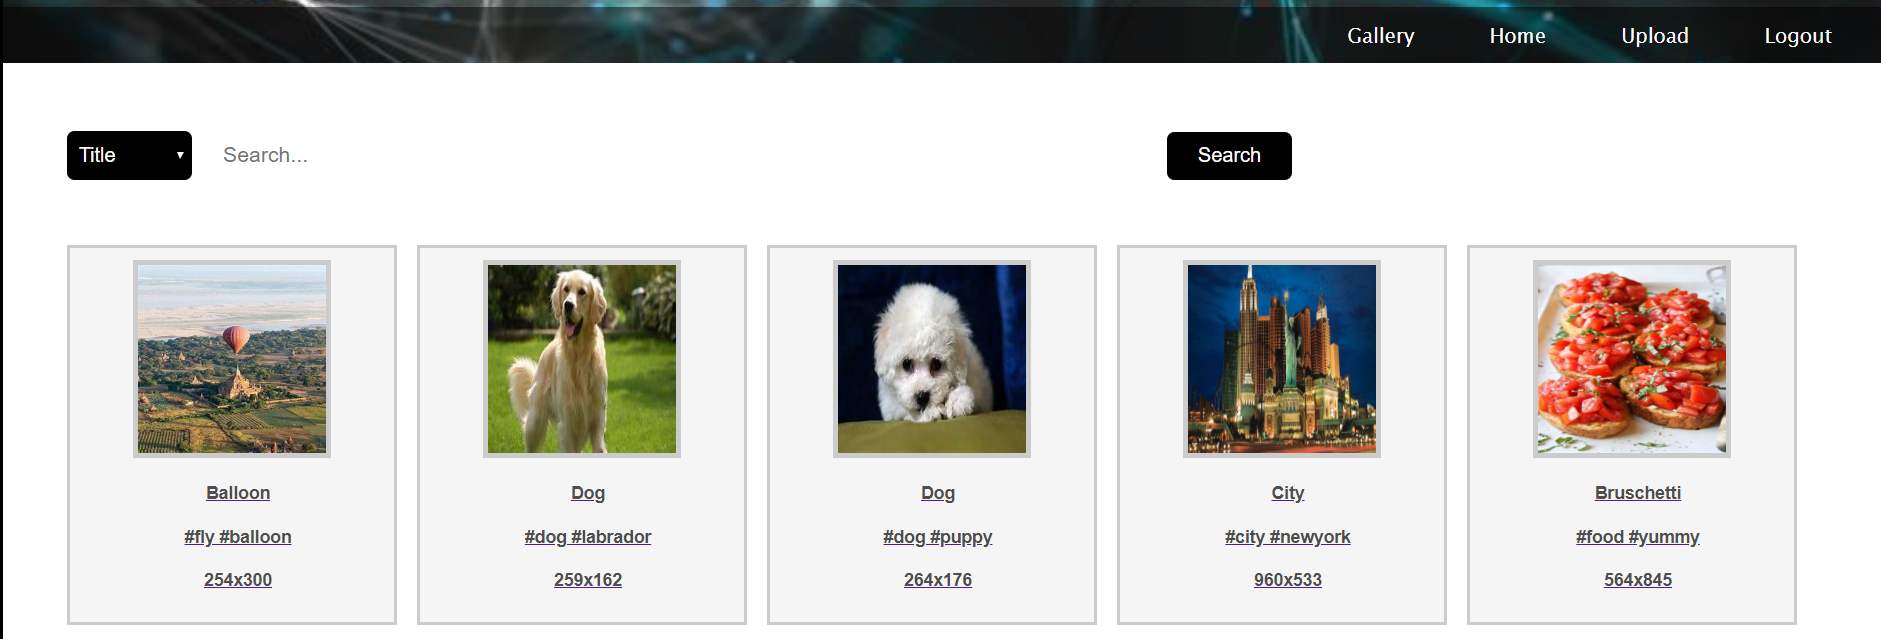 Gallery Home Upload Logout
Title Search... Search
Balloon Dog Dog City Bruschetti
#fly #balloon #dog #labrador #dog #puppy #city #newyork #food #yummy
254x300 259x162 264x176 960x533 564x845